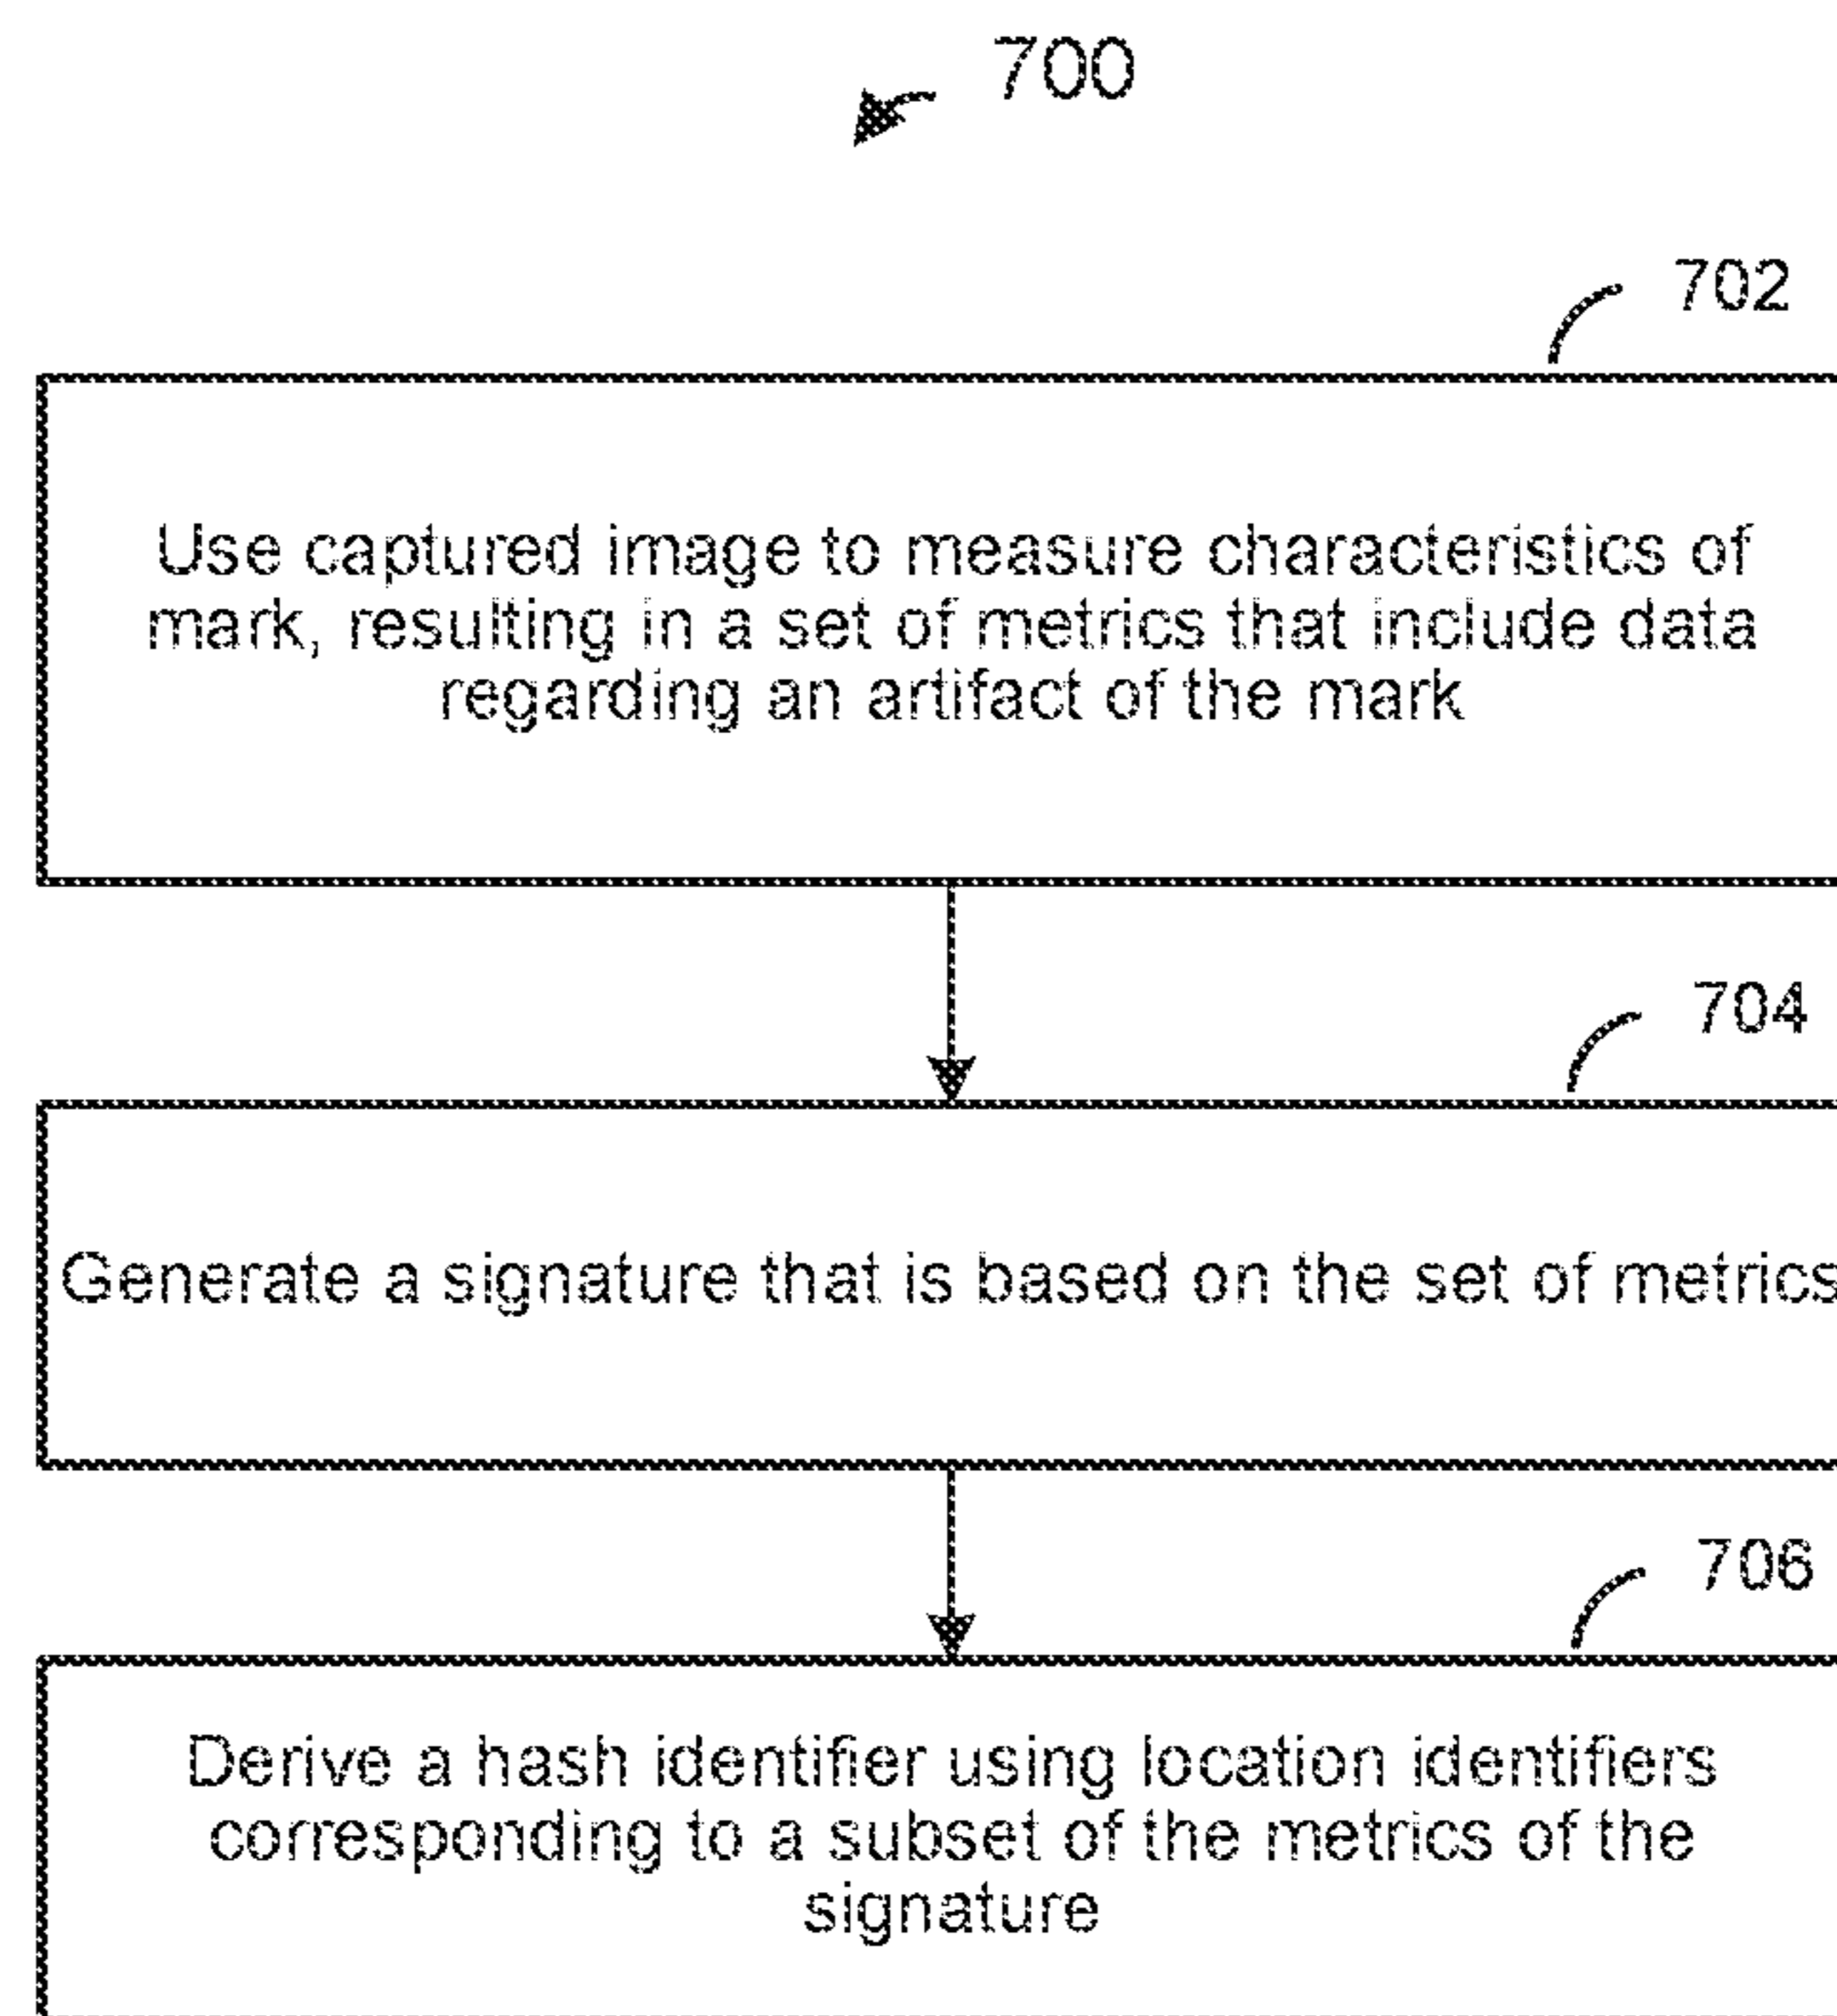 700
702
Use captured image to measure characteristics of
mark, resulting in a set of metrics that include data
regarding an artifact of the mark
704
Generate a signature that is based on the set of metrics
706
Derive a hash identifier using location identifiers
corresponding to a subset of the metrics of the
signature